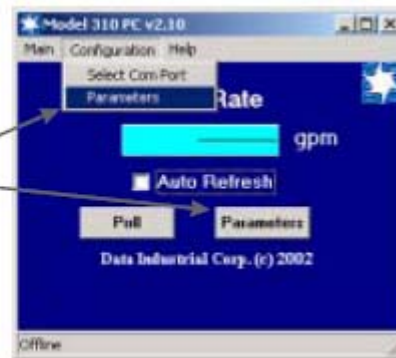 Model 310 PC v2.10
Main Configuration Help
Select Com Port
Parameters
Rate
gpm
Auto Refresh
Poll Parameters
Data Industrial Corp. (c) 2002
Offline